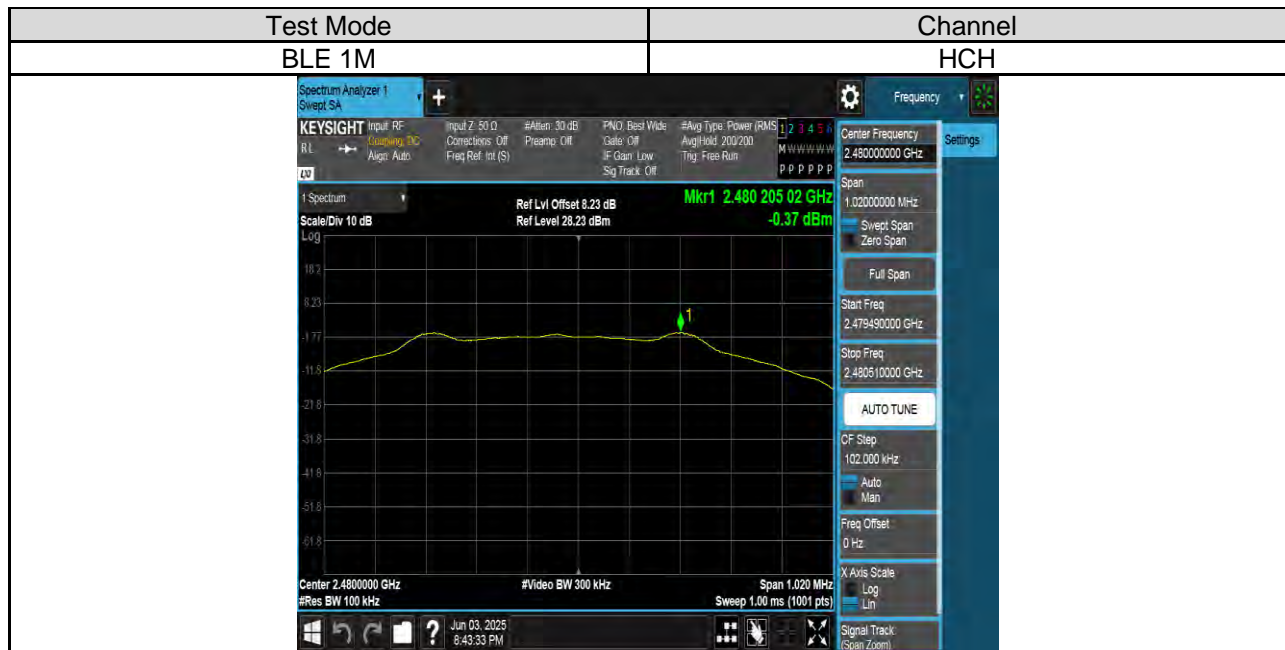 Test Mode Channel
BLE 1M HCH
Spectrum Analyzer 1
Swept SA
+
Frequency
KEYSIGHT Input: RF Input Z: 50 Ω #Atten: 30 dB PNO: Best Wide #Avg Type: Power (RMS 1 2 3 4 5 6
RL Coupling: DC Corrections: Off Preamp: Off Gate: Off Avg|Hold: 200/200 M W W W W W
Align: Auto Freq Ref: Int (S) IF Gain: Low Trig: Free Run
LXI Sig Track: Off P P P P P P
Settings
1 Spectrum
Scale/Div 10 dB
Ref Lvl Offset 8.23 dB
Ref Level 28.23 dBm
Mkr1 2.480 205 02 GHz
-0.37 dBm
Log
18.2
8.23
-1.77
-11.8
-21.8
-31.8
-41.8
-51.8
-61.8
1
Center 2.4800000 GHz #Video BW 300 kHz Span 1.020 MHz
#Res BW 100 kHz Sweep 1.00 ms (1001 pts)
Center Frequency
2.480000000 GHz
Span
1.02000000 MHz
Swept Span
Zero Span
Full Span
Start Freq
2.479490000 GHz
Stop Freq
2.480510000 GHz
AUTO TUNE
CF Step
102.000 kHz
Auto
Man
Freq Offset
0 Hz
X Axis Scale
Log
Lin
Signal Track
(Span Zoom)
?
Jun 03, 2025
8:43:33 PM